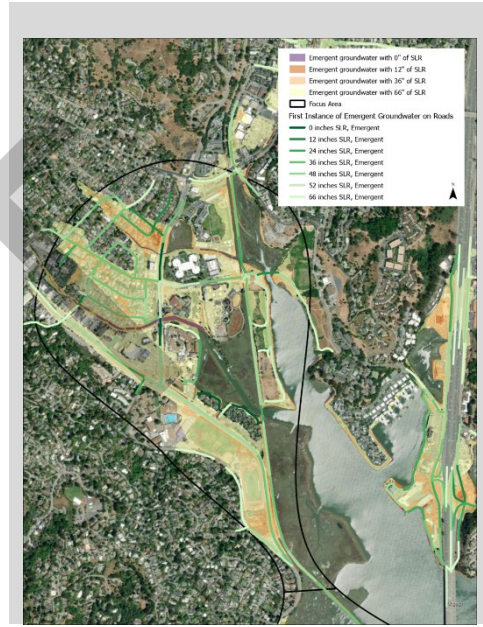 Emergent groundwater with 0" of SLR
Emergent groundwater with 12" of SLR
Emergent groundwater with 36" of SLR
Emergent groundwater with 66" of SLR
Focus Area
First Instance of Emergent Groundwater on Roads
0 inches SLR, Emergent
12 inches SLR, Emergent
24 inches SLR, Emergent
36 inches SLR, Emergent
48 inches SLR, Emergent
52 inches SLR, Emergent
66 inches SLR, Emergent
N